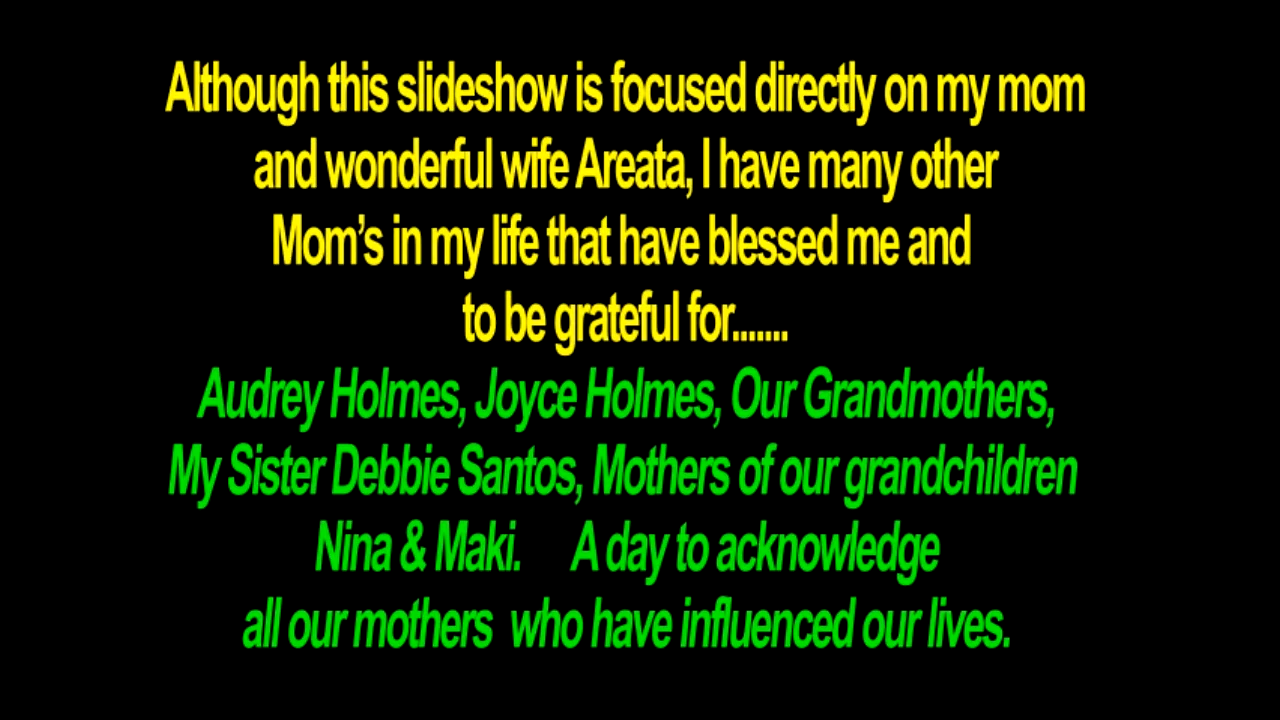 Although this slideshow is focused directly on my mom
and wonderful wife Areata, I have many other
Mom’s in my life that have blessed me and
to be grateful for.......
Audrey Holmes, Joyce Holmes, Our Grandmothers,
My Sister Debbie Santos, Mothers of our grandchildren
Nina & Maki.     A day to acknowledge
all our mothers  who have influenced our lives.